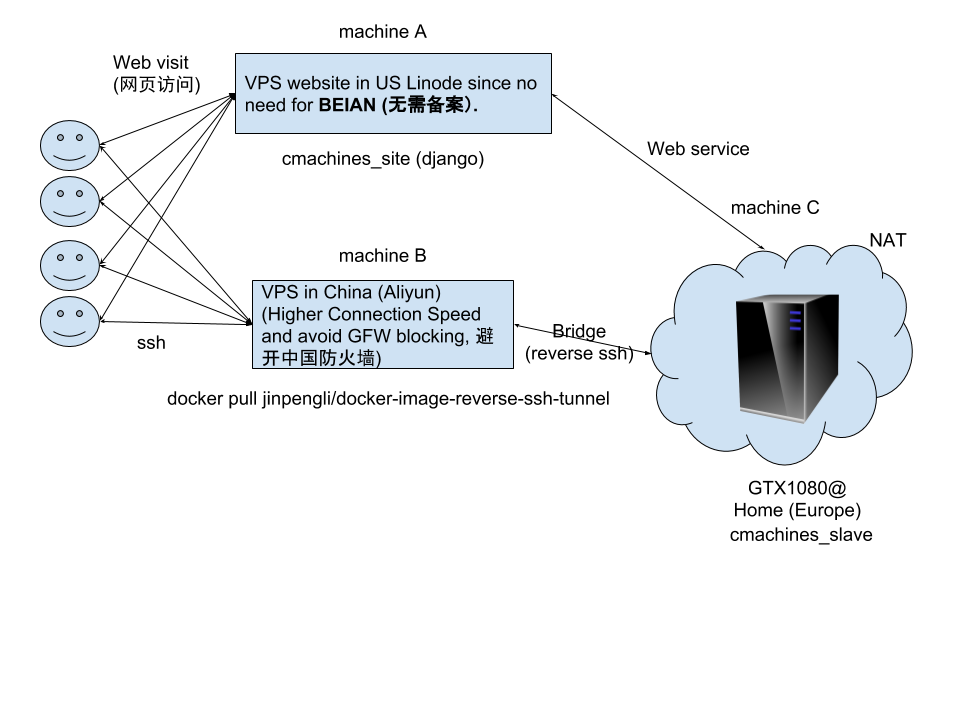 machine A
Web visit
(网页访问)
VPS website in US Linode since no
need for BEIAN (无需备案）.
cmachines_site (django)
Web service
machine C
NAT
machine B
VPS in China (Aliyun)
(Higher Connection Speed
and avoid GFW blocking, 避
开中国防火墙)
ssh
Bridge
(reverse ssh)
docker pull jinpengli/docker-image-reverse-ssh-tunnel
GTX1080@
Home (Europe)
cmachines_slave